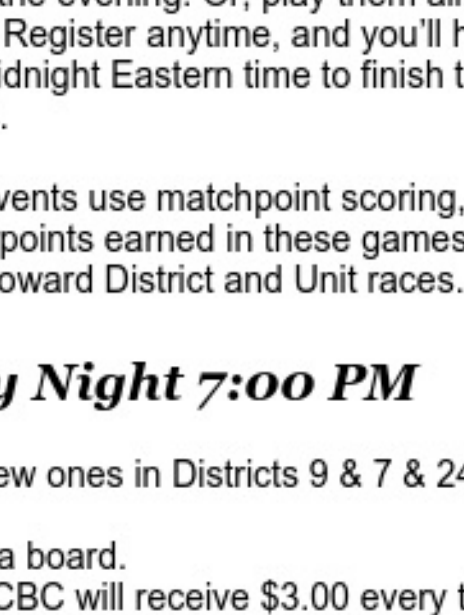 the evening. Or, play them all
Register anytime, and you'll h
idnight Eastern time to finish t
.
vents use matchpoint scoring,
points earned in these games
oward District and Unit races.
y Night 7:00 PM
ew ones in Districts 9 & 7 & 24
a board.
CBC will receive $3.00 every t